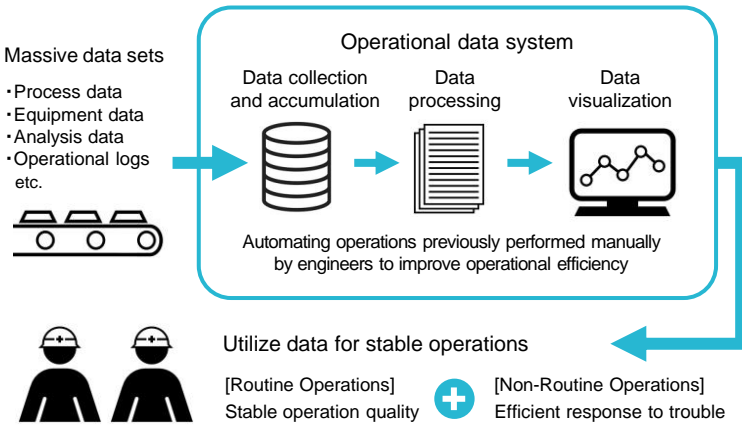 Massive data sets
・Process data
・Equipment data
・Analysis data
・Operational logs
etc.
Operational data system
Data collection
and accumulation
Data
processing
Data
visualization
Automating operations previously performed manually
by engineers to improve operational efficiency
Utilize data for stable operations
[Routine Operations]
Stable operation quality
[Non-Routine Operations]
Efficient response to trouble